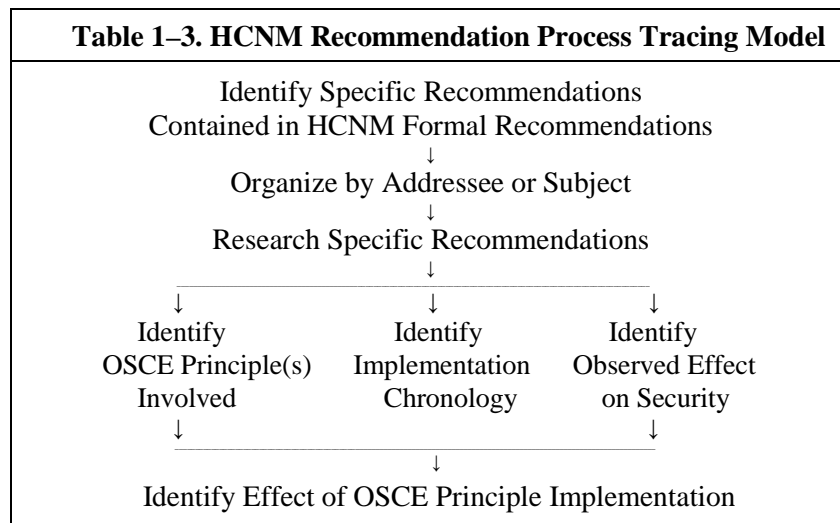 Table 1–3. HCNM Recommendation Process Tracing Model
Identify Specific Recommendations
Contained in HCNM Formal Recommendations
↓
Organize by Addressee or Subject
↓
Research Specific Recommendations
↓
↓ ↓ ↓
Identify Identify Identify
OSCE Principle(s) Implementation Observed Effect
Involved Chronology on Security
↓ ↓
↓
Identify Effect of OSCE Principle Implementation